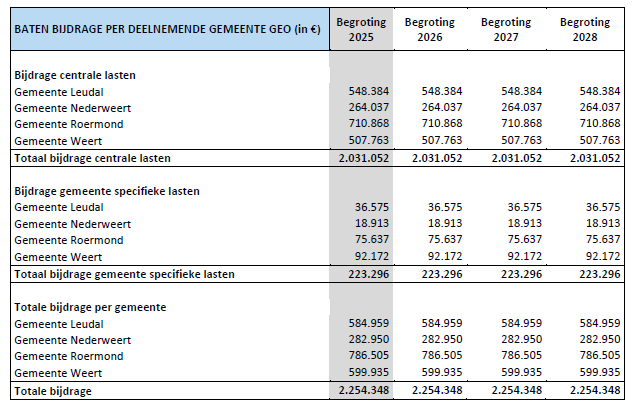 BATEN BIJDRAGE PER DEELNEMENDE GEMEENTE GEO (in €) Begroting 2025 Begroting 2026 Begroting 2027 Begroting 2028
Bijdrage centrale lasten
Gemeente Leudal 548.384 548.384 548.384 548.384
Gemeente Nederweert 264.037 264.037 264.037 264.037
Gemeente Roermond 710.868 710.868 710.868 710.868
Gemeente Weert 507.763 507.763 507.763 507.763
Totaal bijdrage centrale lasten 2.031.052 2.031.052 2.031.052 2.031.052
Bijdrage gemeente specifieke lasten
Gemeente Leudal 36.575 36.575 36.575 36.575
Gemeente Nederweert 18.913 18.913 18.913 18.913
Gemeente Roermond 75.637 75.637 75.637 75.637
Gemeente Weert 92.172 92.172 92.172 92.172
Totaal bijdrage gemeente specifieke lasten 223.296 223.296 223.296 223.296
Totale bijdrage per gemeente
Gemeente Leudal 584.959 584.959 584.959 584.959
Gemeente Nederweert 282.950 282.950 282.950 282.950
Gemeente Roermond 786.505 786.505 786.505 786.505
Gemeente Weert 599.935 599.935 599.935 599.935
Totale bijdrage 2.254.348 2.254.348 2.254.348 2.254.348